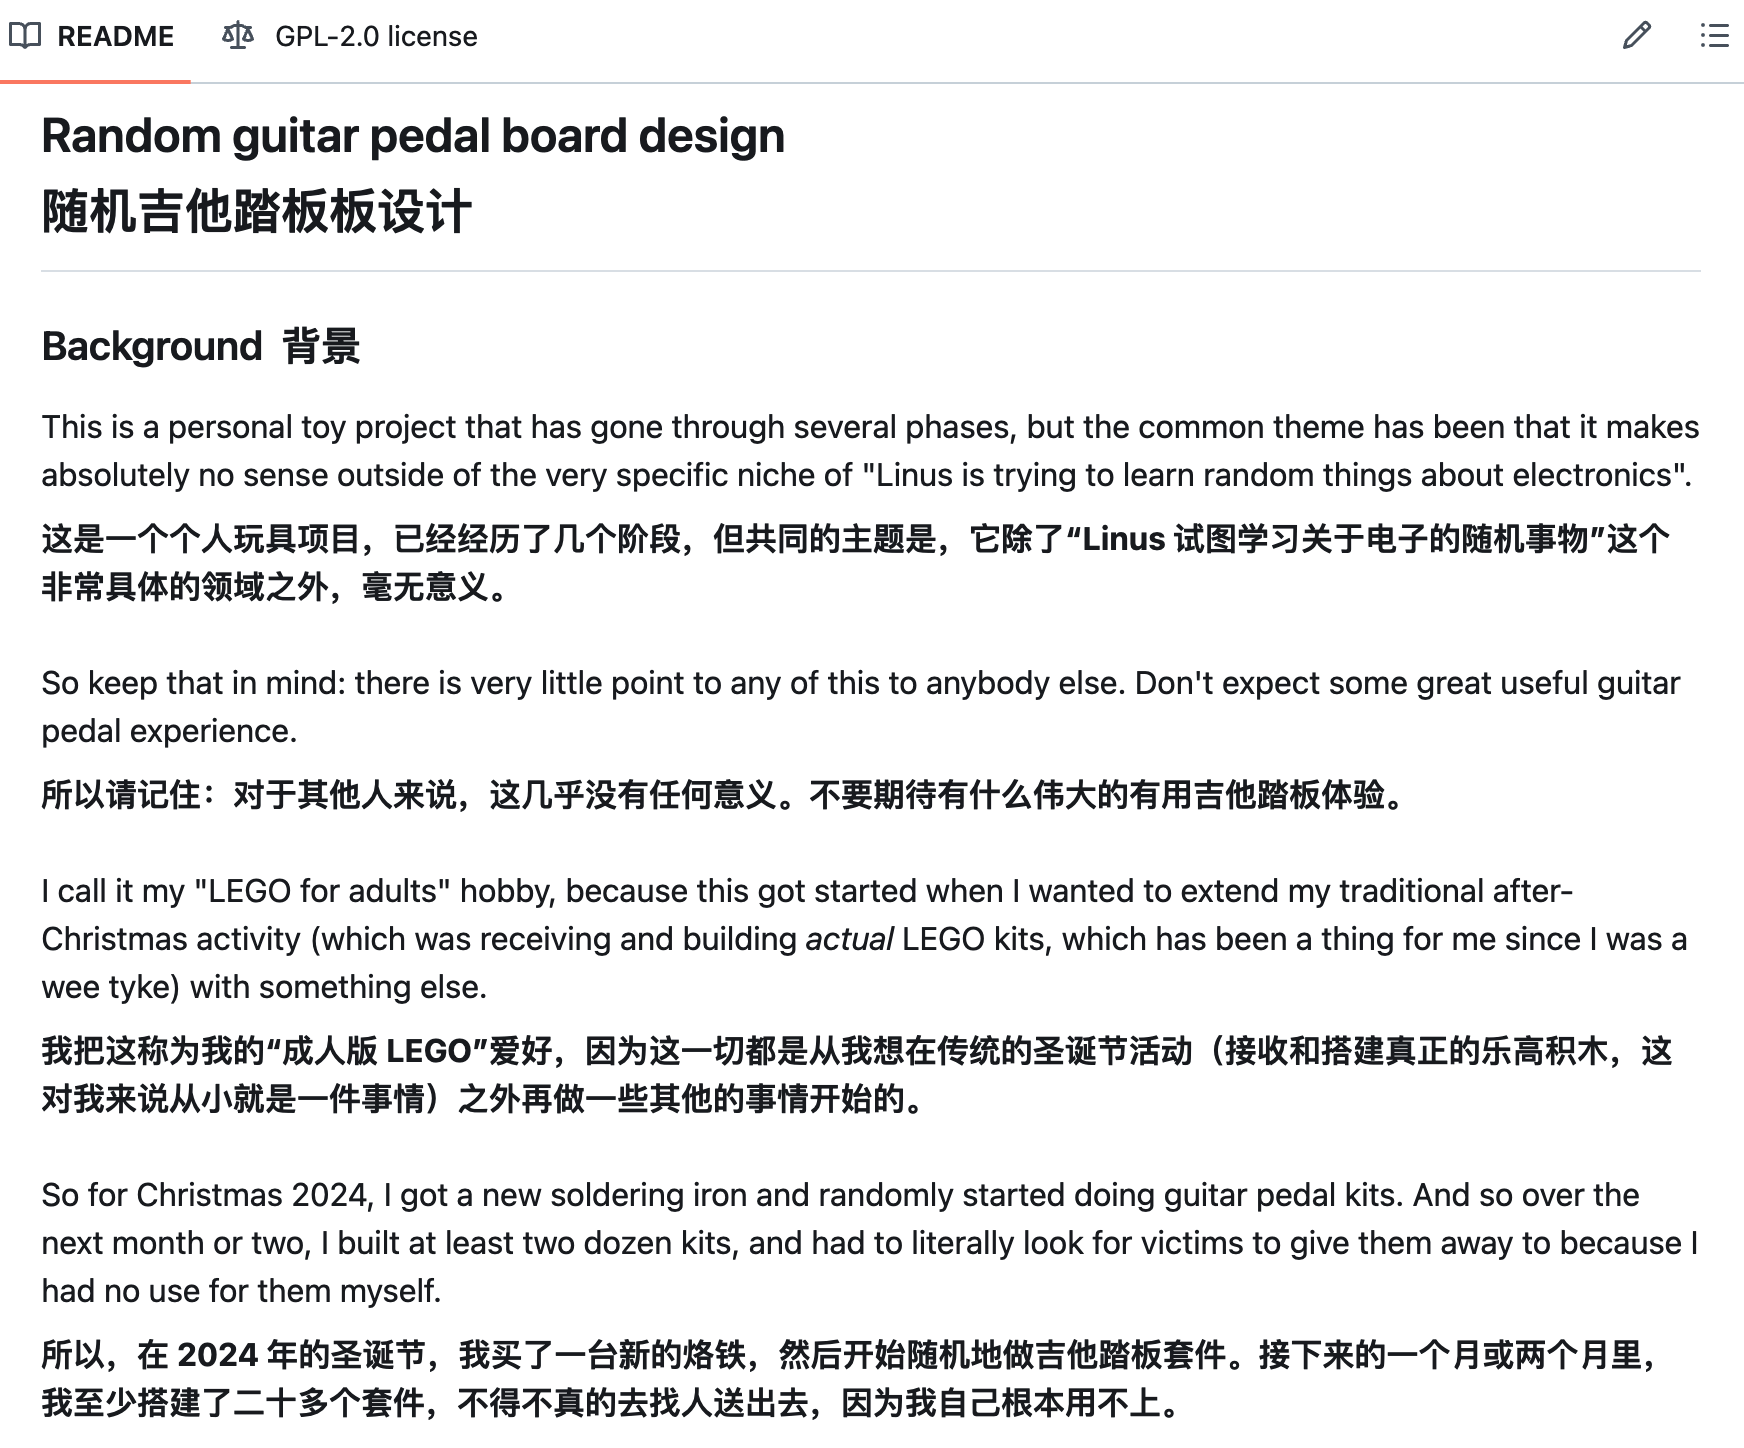 README GPL-2.0 license
Random guitar pedal board design
随机吉他踏板板设计
Background 背景
This is a personal toy project that has gone through several phases, but the common theme has been that it makes
absolutely no sense outside of the very specific niche of "Linus is trying to learn random things about electronics".
这是一个个人玩具项目，已经经历了几个阶段，但共同的主题是，它除了“Linus 试图学习关于电子的随机事物”这个
非常具体的领域之外，毫无意义。
So keep that in mind: there is very little point to any of this to anybody else. Don't expect some great useful guitar
pedal experience.
所以请记住：对于其他人来说，这几乎没有任何意义。不要期待有什么伟大的有用吉他踏板体验。
I call it my "LEGO for adults" hobby, because this got started when I wanted to extend my traditional after-
Christmas activity (which was receiving and building actual LEGO kits, which has been a thing for me since I was a
wee tyke) with something else.
我把这称为我的“成人版 LEGO”爱好，因为这一切都是从我想在传统的圣诞节活动（接收和搭建真正的乐高积木，这
对我来说从小就是一件事情）之外再做一些其他的事情开始的。
So for Christmas 2024, I got a new soldering iron and randomly started doing guitar pedal kits. And so over the
next month or two, I built at least two dozen kits, and had to literally look for victims to give them away to because I
had no use for them myself.
所以，在 2024 年的圣诞节，我买了一台新的烙铁，然后开始随机地做吉他踏板套件。接下来的一个月或两个月里，
我至少搭建了二十多个套件，不得不真的去找人送出去，因为我自己根本用不上。